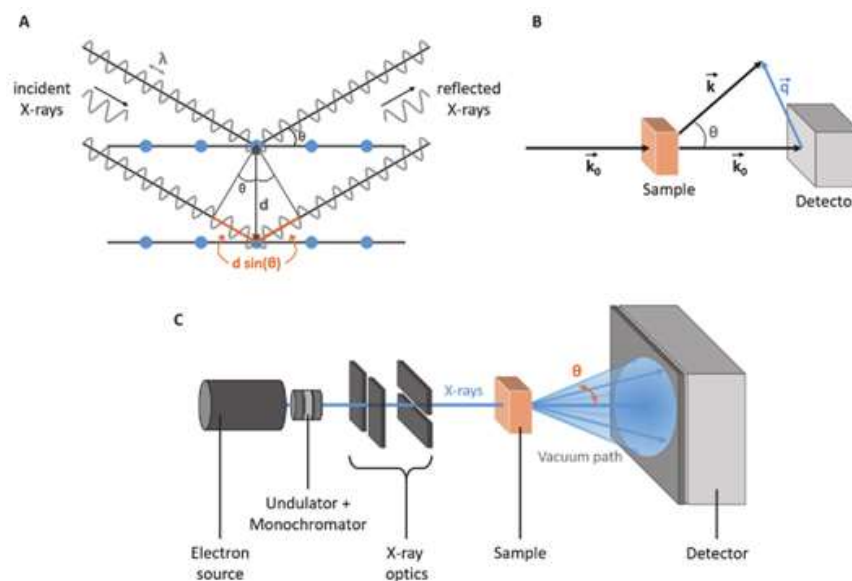 A
λ
incident
X-rays
reflected
X-rays
θ
θ
d
d sin(θ)
B
k
q
θ
k₀
k₀
Sample
Detector
C
X-rays
θ
Vacuum path
Undulator +
Monochromator
Electron
source
X-ray
optics
Sample
Detector